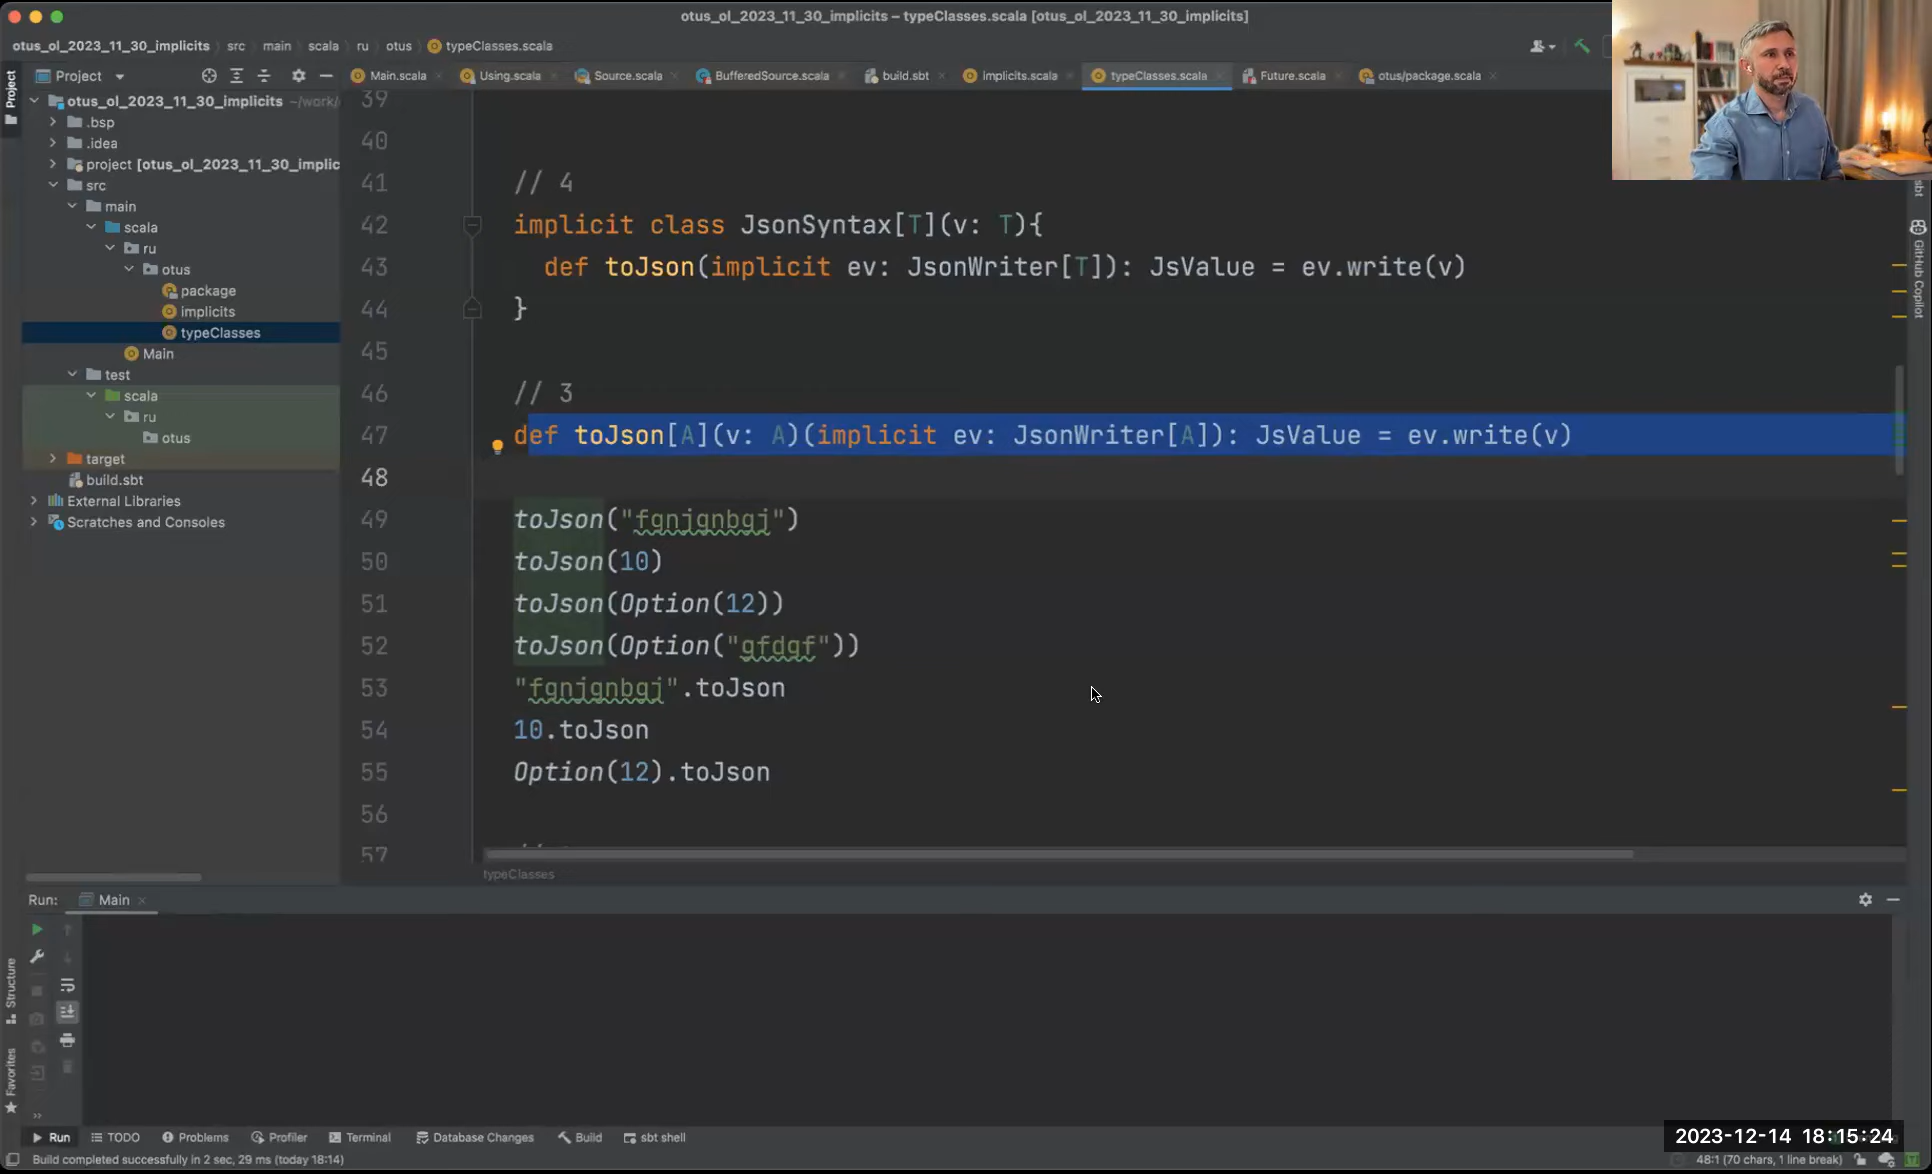 otus_ol_2023_11_30_implicits – typeClasses.scala [otus_ol_2023_11_30_implicits]
otus_ol_2023_11_30_implicits src main scala ru otus typeClasses.scala
Project
Main.scala Using.scala Source.scala BufferedSource.scala build.sbt implicits.scala typeClasses.scala Future.scala otus/package.scala
Project
otus_ol_2023_11_30_implicits ~/work/
.bsp
.idea
project [otus_ol_2023_11_30_implic
src
main
scala
ru
otus
package
implicits
typeClasses
Main
test
scala
ru
otus
target
build.sbt
External Libraries
Scratches and Consoles
39
40
41 // 4
42 implicit class JsonSyntax[T](v: T){
43 def toJson(implicit ev: JsonWriter[T]): JsValue = ev.write(v)
44 }
45
46 // 3
47 def toJson[A](v: A)(implicit ev: JsonWriter[A]): JsValue = ev.write(v)
48
49 toJson("fgnjgnbgj")
50 toJson(10)
51 toJson(Option(12))
52 toJson(Option("gfdgf"))
53 "fgnjgnbgj".toJson
54 10.toJson
55 Option(12).toJson
56
57
typeClasses
sbt
GitHub Copilot
Run: Main
Structure
Favorites
Run TODO Problems Profiler Terminal Database Changes Build sbt shell
Build completed successfully in 2 sec, 29 ms (today 18:14)
48:1 (70 chars, 1 line break)
2023-12-14 18:15:24